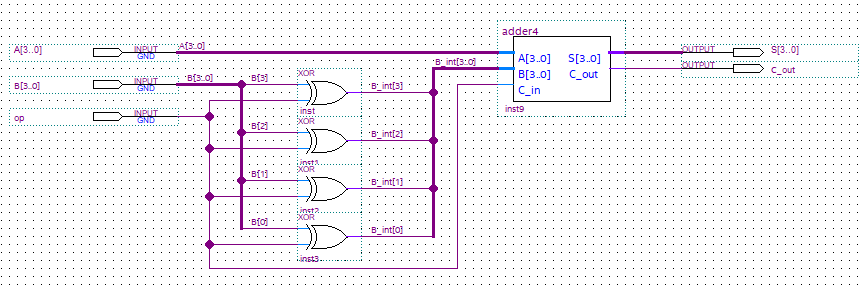 adder4
A[3..0] INPUT A[3..0] A[3..0] S[3..0] OUTPUT S[3..0]
GND
B_int[3..0] B[3..0] C_out OUTPUT C_out
B[3..0] INPUT B[3..0] B[3] XOR B_int[3] C_in
GND
inst inst9
op INPUT XOR
GND B[2] B_int[2]
inst1
XOR
B[1] B_int[1]
inst2
XOR
B[0] B_int[0]
inst3